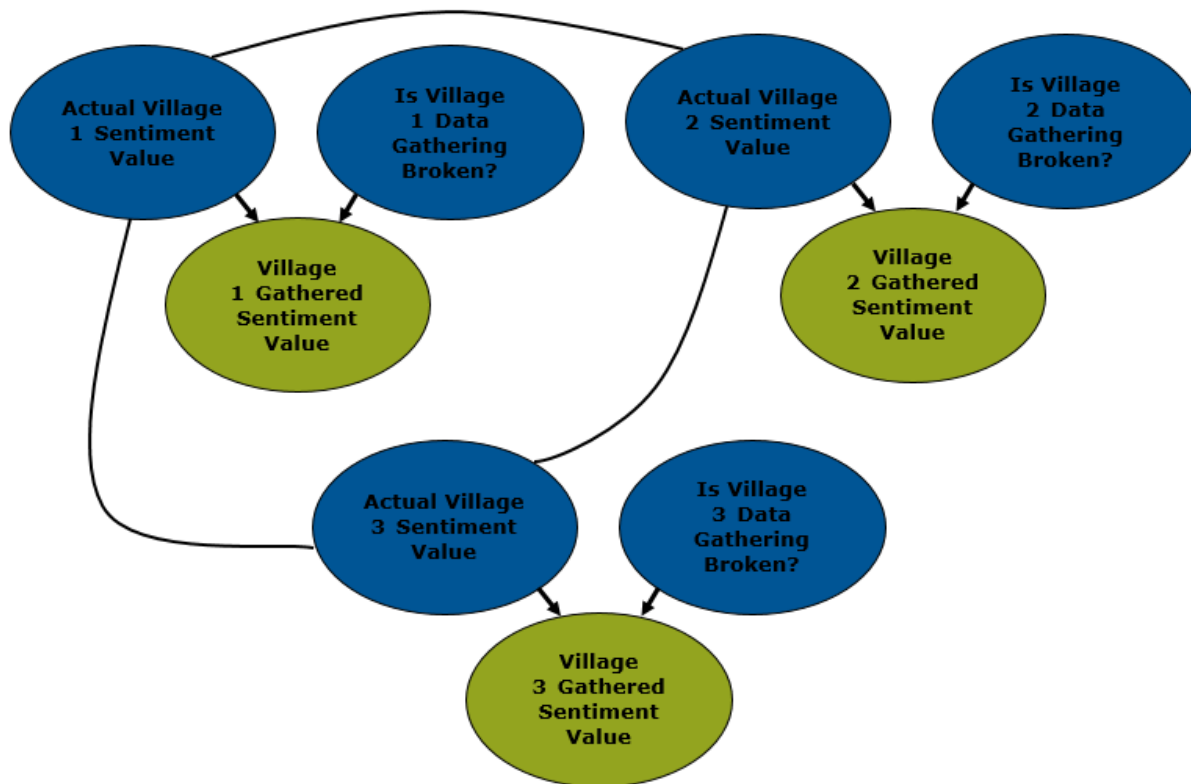 Actual Village
1 Sentiment
Value
Is Village
1 Data
Gathering
Broken?
Actual Village
2 Sentiment
Value
Is Village
2 Data
Gathering
Broken?
Village
1 Gathered
Sentiment
Value
Village
2 Gathered
Sentiment
Value
Actual Village
3 Sentiment
Value
Is Village
3 Data
Gathering
Broken?
Village
3 Gathered
Sentiment
Value